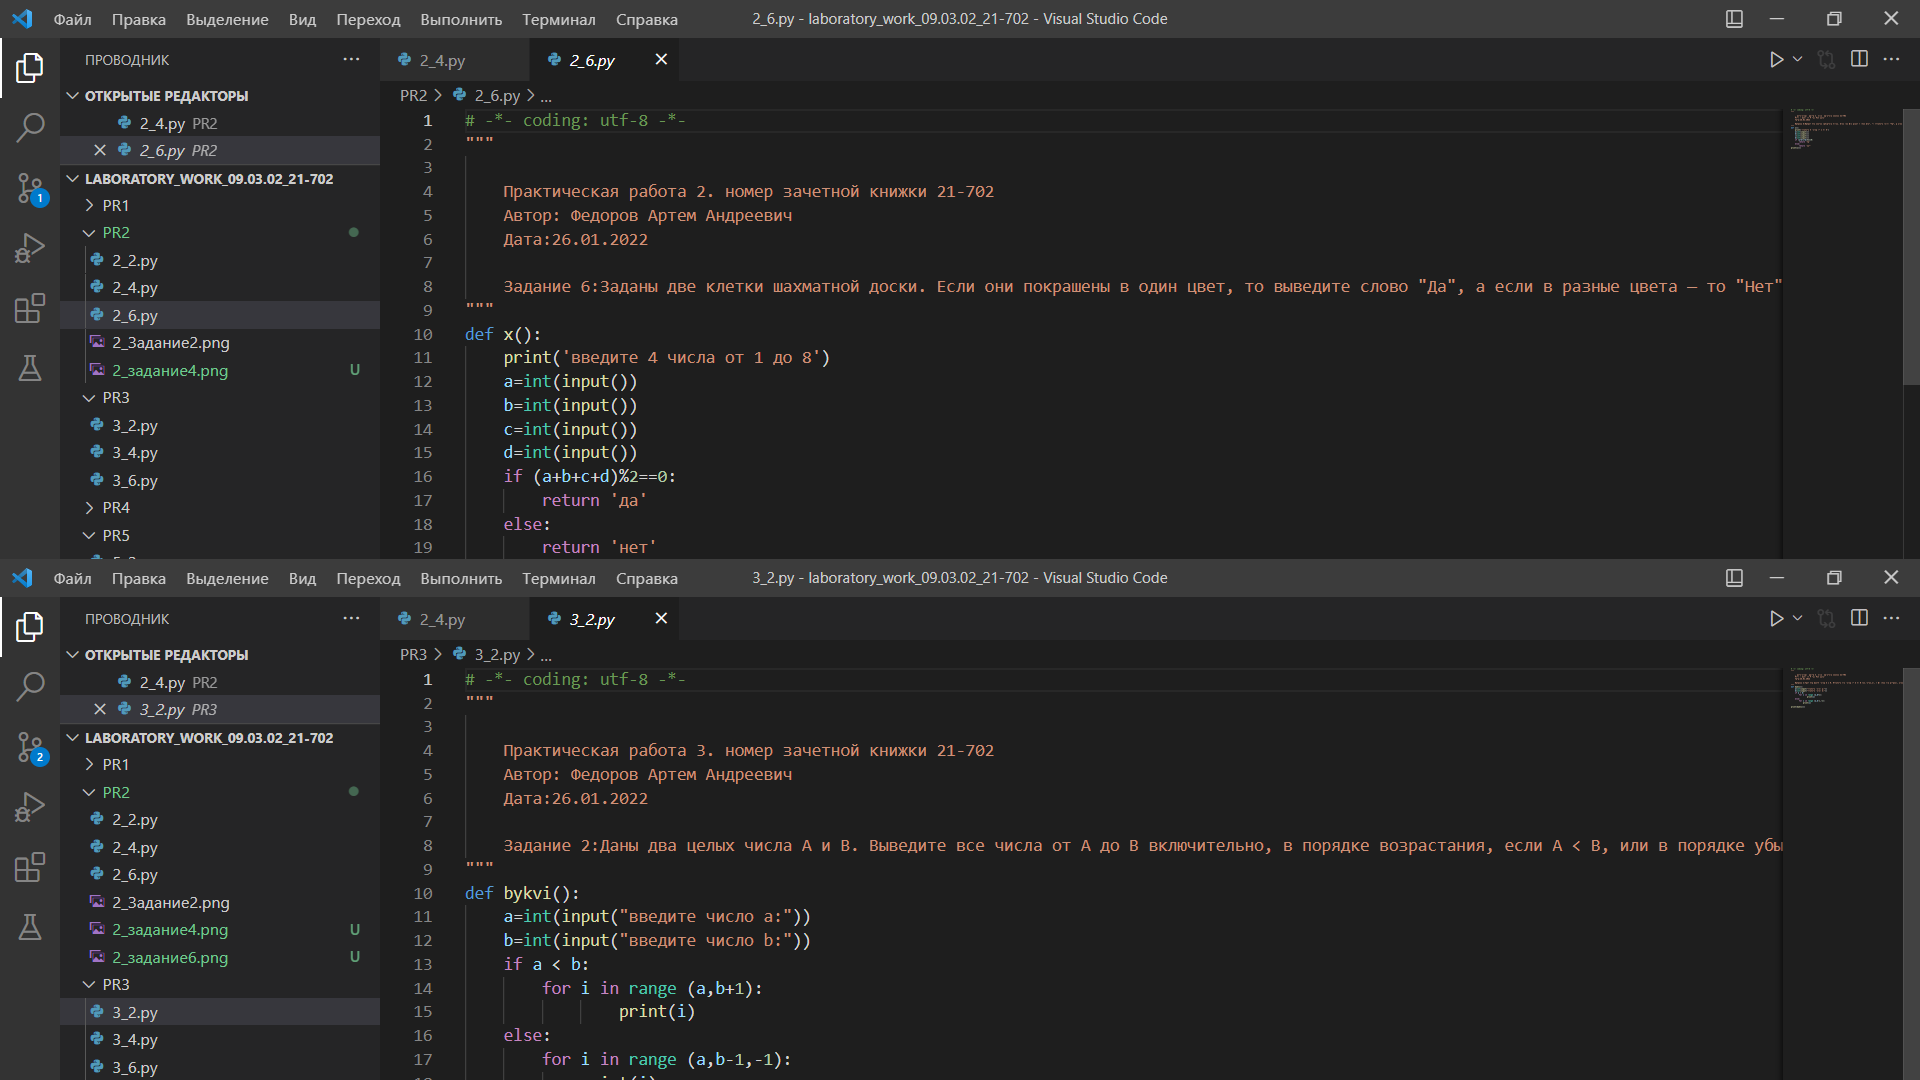 Файл Правка Выделение Вид Переход Выполнить Терминал Справка 2_6.py - laboratory_work_09.03.02_21-702 - Visual Studio Code
ПРОВОДНИК ...
2_4.py 2_6.py
ОТКРЫТЫЕ РЕДАКТОРЫ
2_4.py PR2
2_6.py PR2
1
LABORATORY_WORK_09.03.02_21-702
PR1
PR2
2_2.py
2_4.py
2_6.py
2_Задание2.png
2_задание4.png U
PR3
3_2.py
3_4.py
3_6.py
PR4
PR5
PR2 > 2_6.py > ...
1 # -*- coding: utf-8 -*-
2 """
3
4 Практическая работа 2. номер зачетной книжки 21-702
5 Автор: Федоров Артем Андреевич
6 Дата:26.01.2022
7
8 Задание 6:Заданы две клетки шахматной доски. Если они покрашены в один цвет, то выведите слово "Да", а если в разные цвета — то "Нет"
9 """
10 def x():
11 print('введите 4 числа от 1 до 8')
12 a=int(input())
13 b=int(input())
14 c=int(input())
15 d=int(input())
16 if (a+b+c+d)%2==0:
17 return 'да'
18 else:
19 return 'нет'
Файл Правка Выделение Вид Переход Выполнить Терминал Справка 3_2.py - laboratory_work_09.03.02_21-702 - Visual Studio Code
ПРОВОДНИК ...
2_4.py 3_2.py
ОТКРЫТЫЕ РЕДАКТОРЫ
2_4.py PR2
3_2.py PR3
2
LABORATORY_WORK_09.03.02_21-702
PR1
PR2
2_2.py
2_4.py
2_6.py
2_Задание2.png
2_задание4.png U
2_задание6.png U
PR3
3_2.py
3_4.py
3_6.py
PR3 > 3_2.py > ...
1 # -*- coding: utf-8 -*-
2 """
3
4 Практическая работа 3. номер зачетной книжки 21-702
5 Автор: Федоров Артем Андреевич
6 Дата:26.01.2022
7
8 Задание 2:Даны два целых числа A и В. Выведите все числа от A до B включительно, в порядке возрастания, если A < B, или в порядке убы
9 """
10 def bykvi():
11 a=int(input("введите число a:"))
12 b=int(input("введите число b:"))
13 if a < b:
14 for i in range (a,b+1):
15 print(i)
16 else:
17 for i in range (a,b-1,-1):